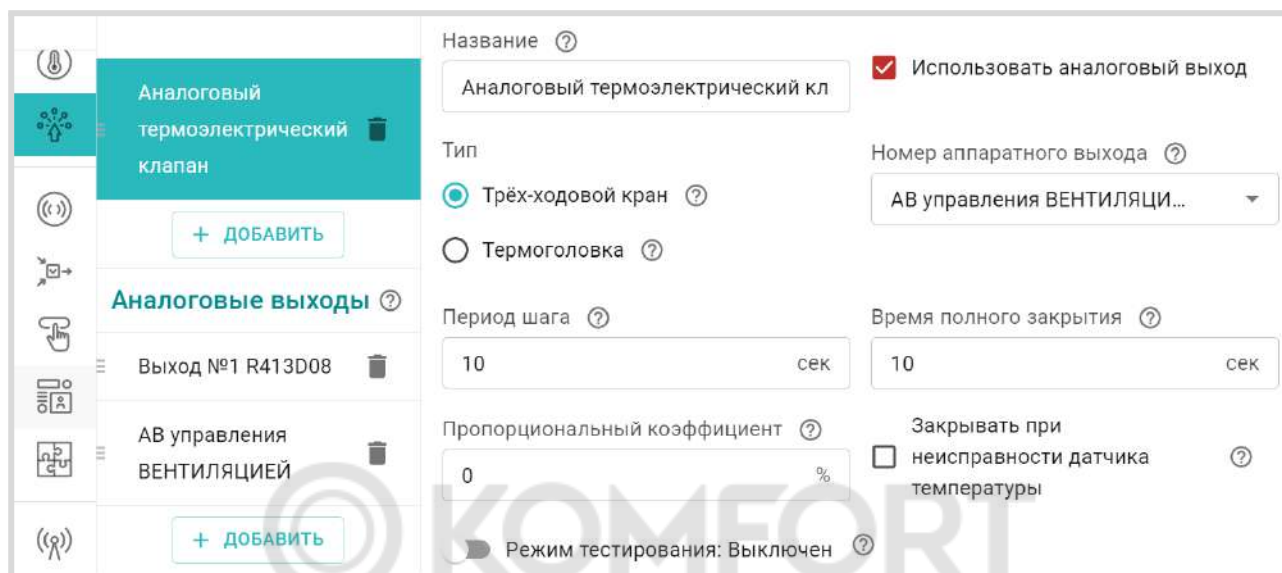 Аналоговый
термоэлектрический
клапан
+ ДОБАВИТЬ
Аналоговые выходы
Выход №1 R413D08
АВ управления
ВЕНТИЛЯЦИЕЙ
+ ДОБАВИТЬ
Название
Аналоговый термоэлектрический кл
Использовать аналоговый выход
Тип
Трёх-ходовой кран
Термоголовка
Номер аппаратного выхода
АВ управления ВЕНТИЛЯЦИ...
Период шага
10 сек
Время полного закрытия
10 сек
Пропорциональный коэффициент
0 %
Закрывать при
неисправности датчика
температуры
Режим тестирования: Выключен
KOMFORT